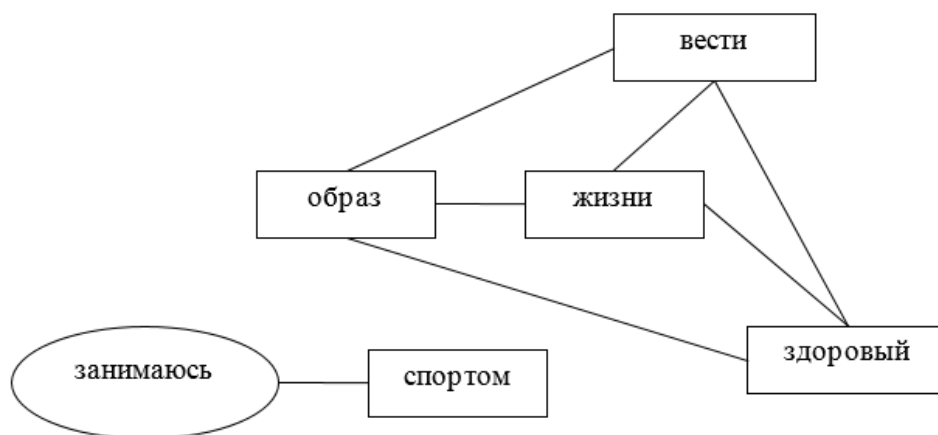 вести
образ
жизни
здоровый
занимаюсь
спортом